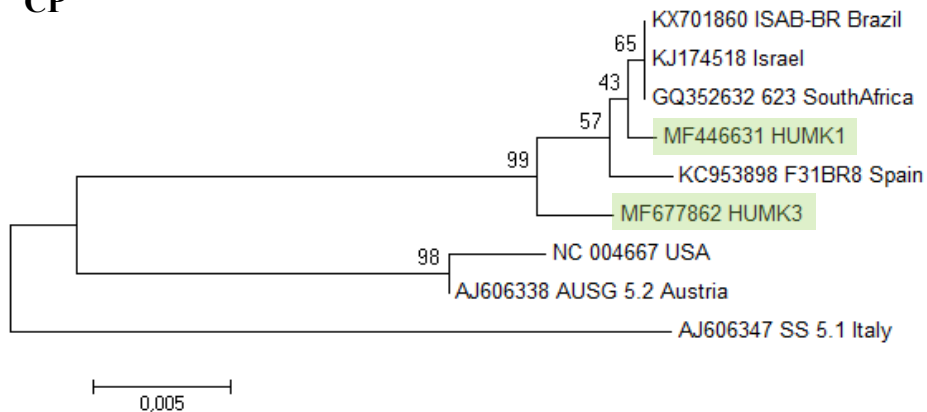 CP
KX701860 ISAB-BR Brazil
65
KJ174518 Israel
43
GQ352632 623 SouthAfrica
57
MF446631 HUMK1
99
KC953898 F31BR8 Spain
MF677862 HUMK3
98
NC 004667 USA
AJ606338 AUSG 5.2 Austria
AJ606347 SS 5.1 Italy
0,005